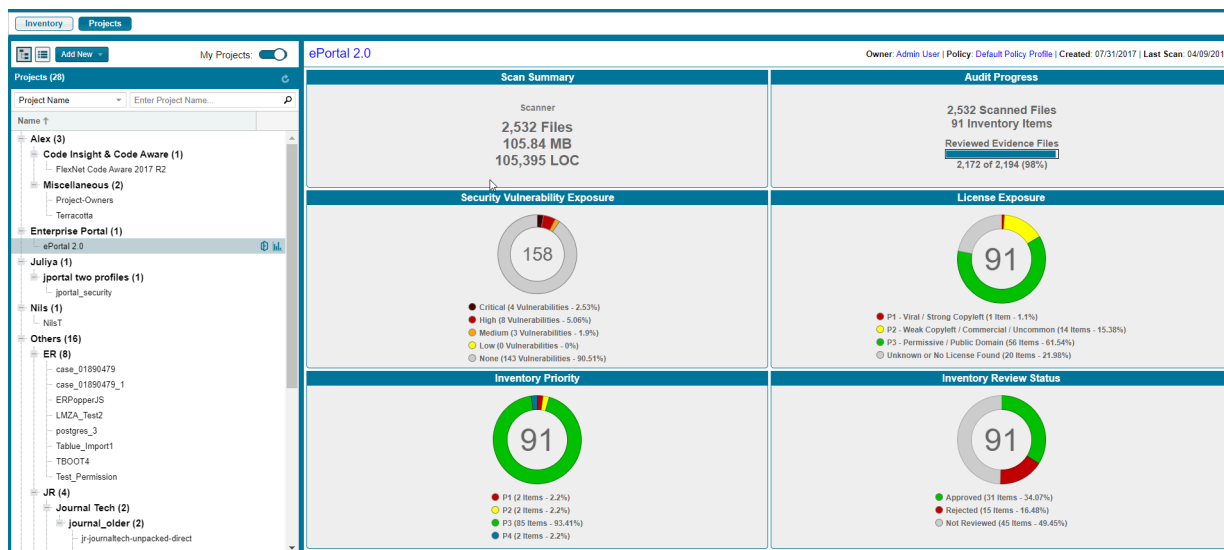 Inventory
Projects
Add New
My Projects:
Projects (28)
Project Name
Enter Project Name...
Name
Alex (3)
Code Insight & Code Aware (1)
FlexNet Code Aware 2017 R2
Miscellaneous (2)
Project-Owners
Terracotta
Enterprise Portal (1)
ePortal 2.0
Juliya (1)
jportal two profiles (1)
jportal_security
Nils (1)
NilsT
Others (16)
ER (8)
case_01890479
case_01890479_1
ERPopperJS
LMZA_Test2
postgres_3
Tablue_Import1
TBOOT4
Test_Permission
JR (4)
Journal Tech (2)
journal_older (2)
jr-journaltech-unpacked-direct
ePortal 2.0
Owner: Admin User | Policy: Default Policy Profile | Created: 07/31/2017 | Last Scan: 04/09/201
Scan Summary
Scanner
2,532 Files
105.84 MB
105,395 LOC
Audit Progress
2,532 Scanned Files
91 Inventory Items
Reviewed Evidence Files
2,172 of 2,194 (98%)
Security Vulnerability Exposure
158
Critical (4 Vulnerabilities - 2.53%)
High (8 Vulnerabilities - 5.06%)
Medium (3 Vulnerabilities - 1.9%)
Low (0 Vulnerabilities - 0%)
None (143 Vulnerabilities - 90.51%)
License Exposure
91
P1 - Viral / Strong Copyleft (1 Item - 1.1%)
P2 - Weak Copyleft / Commercial / Uncommon (14 Items - 15.38%)
P3 - Permissive / Public Domain (56 Items - 61.54%)
Unknown or No License Found (20 Items - 21.98%)
Inventory Priority
91
P1 (2 Items - 2.2%)
P2 (2 Items - 2.2%)
P3 (85 Items - 93.41%)
P4 (2 Items - 2.2%)
Inventory Review Status
91
Approved (31 Items - 34.07%)
Rejected (15 Items - 16.48%)
Not Reviewed (45 Items - 49.45%)